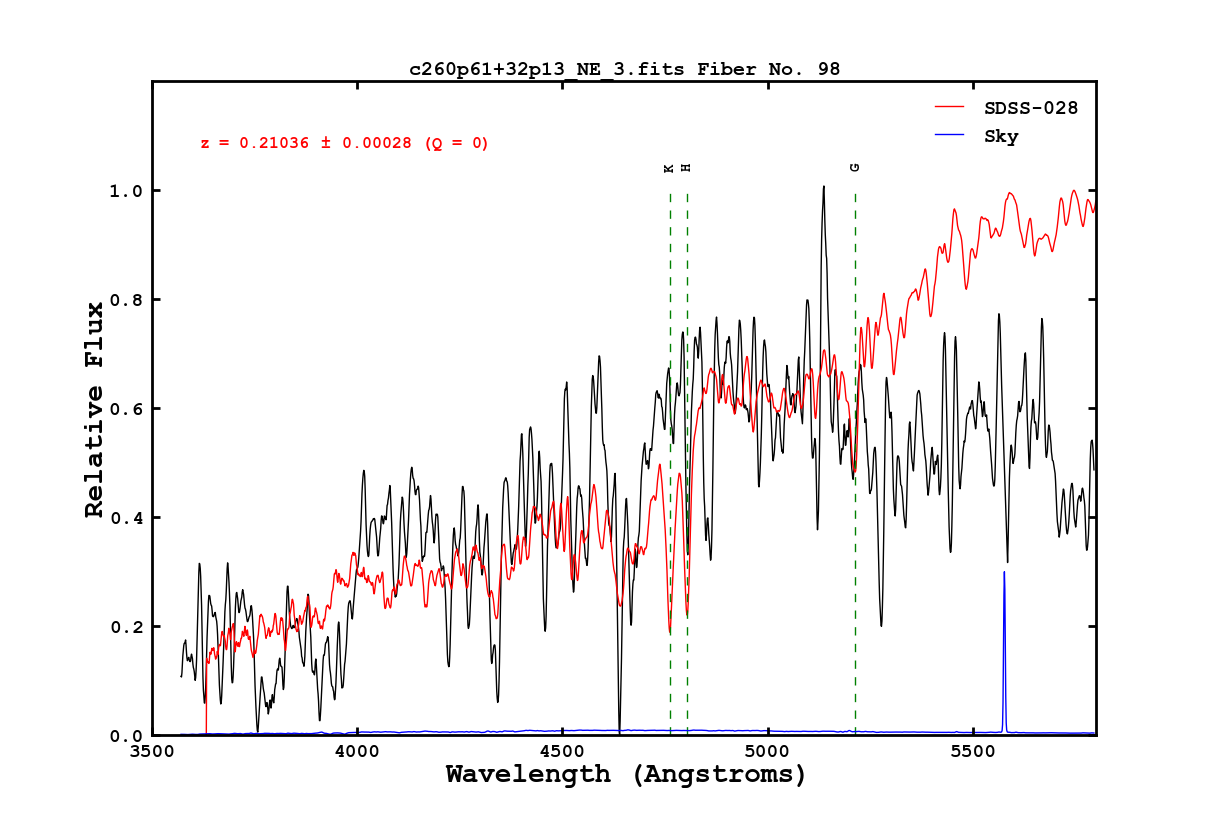 c260p61+32p13_NE_3.fits Fiber No. 98
SDSS-028
Sky
z = 0.21036 ± 0.00028 (Q = 0)
K H G
1.0
0.8
0.6
0.4
0.2
0.0
Relative Flux
3500 4000 4500 5000 5500
Wavelength (Angstroms)